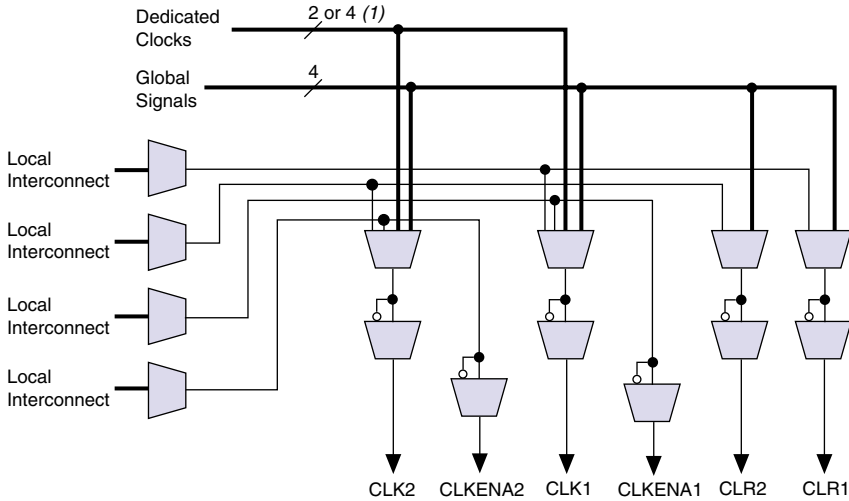 Dedicated
Clocks
2 or 4 (1)
Global
Signals
4
Local
Interconnect
Local
Interconnect
Local
Interconnect
Local
Interconnect
CLK2
CLKENA2
CLK1
CLKENA1
CLR2
CLR1